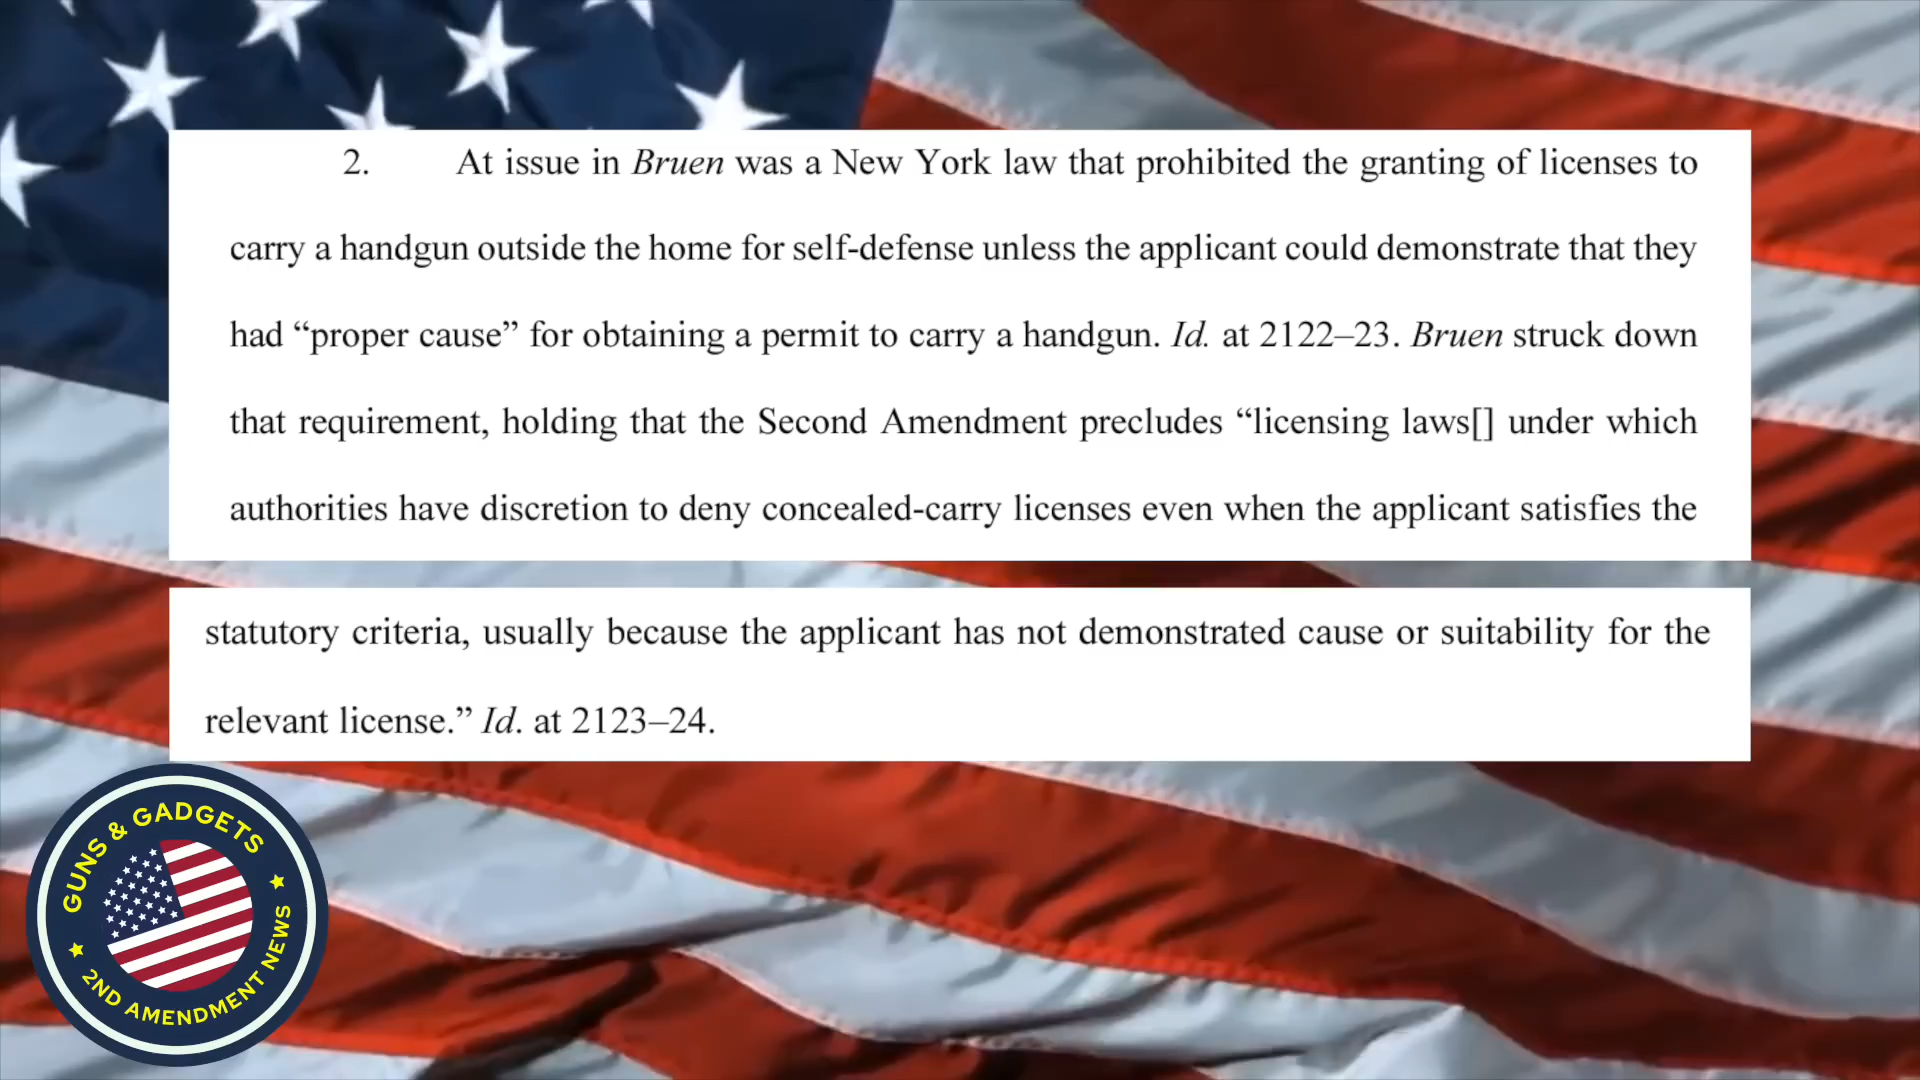 2. At issue in Bruen was a New York law that prohibited the granting of licenses to
carry a handgun outside the home for self-defense unless the applicant could demonstrate that they
had “proper cause” for obtaining a permit to carry a handgun. Id. at 2122–23. Bruen struck down
that requirement, holding that the Second Amendment precludes “licensing laws[] under which
authorities have discretion to deny concealed-carry licenses even when the applicant satisfies the
statutory criteria, usually because the applicant has not demonstrated cause or suitability for the
relevant license.” Id. at 2123–24.
GUNS & GADGETS
2ND AMENDMENT NEWS